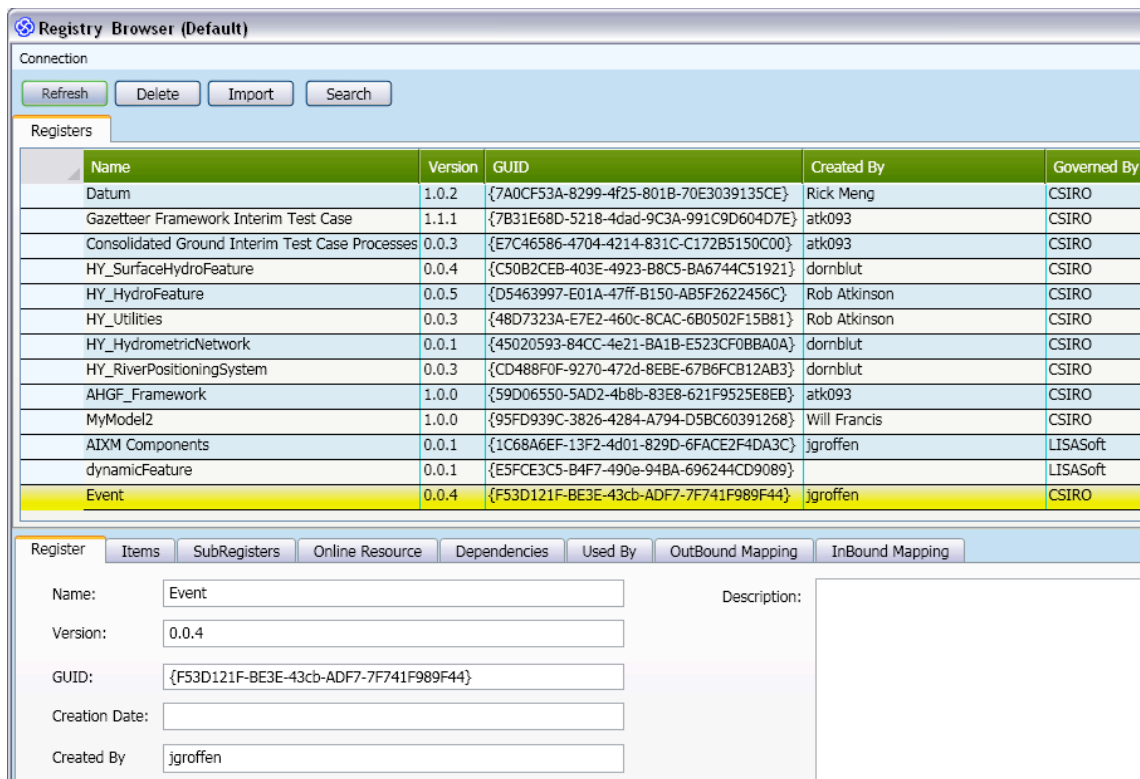 Registry Browser (Default)
Connection
Refresh Delete Import Search
Registers
Name Version GUID Created By Governed By
Datum 1.0.2 {7A0CF53A-8299-4f25-801B-70E3039135CE} Rick Meng CSIRO
Gazetteer Framework Interim Test Case 1.1.1 {7B31E68D-5218-4dad-9C3A-991C9D604D7E} atk093 CSIRO
Consolidated Ground Interim Test Case Processes 0.0.3 {E7C46586-4704-4214-831C-C172B5150C00} atk093 CSIRO
HY_SurfaceHydroFeature 0.0.4 {C50B2CEB-403E-4923-B8C5-BA6744C51921} dornblut CSIRO
HY_HydroFeature 0.0.5 {D5463997-E01A-47ff-B150-AB5F2622456C} Rob Atkinson CSIRO
HY_Utilities 0.0.3 {48D7323A-E7E2-460c-8CAC-6B0502F15B81} Rob Atkinson CSIRO
HY_HydrometricNetwork 0.0.1 {45020593-84CC-4e21-BA1B-E523CF0BBA0A} dornblut CSIRO
HY_RiverPositioningSystem 0.0.3 {CD488F0F-9270-472d-8EBE-67B6FCB12AB3} dornblut CSIRO
AHGF_Framework 1.0.0 {59D06550-5AD2-4b8b-83E8-621F9525E8EB} atk093 CSIRO
MyModel2 1.0.0 {95FD939C-3826-4284-A794-D5BC60391268} Will Francis CSIRO
AIXM Components 0.0.1 {1C68A6EF-13F2-4d01-829D-6FACE2F4DA3C} jgroffen LISASoft
dynamicFeature 0.0.1 {E5FCE3C5-B4F7-490e-94BA-696244CD9089} LISASoft
Event 0.0.4 {F53D121F-BE3E-43cb-ADF7-7F741F989F44} jgroffen CSIRO
Register Items SubRegisters Online Resource Dependencies Used By OutBound Mapping InBound Mapping
Name: Event Description:
Version: 0.0.4
GUID: {F53D121F-BE3E-43cb-ADF7-7F741F989F44}
Creation Date:
Created By jgroffen